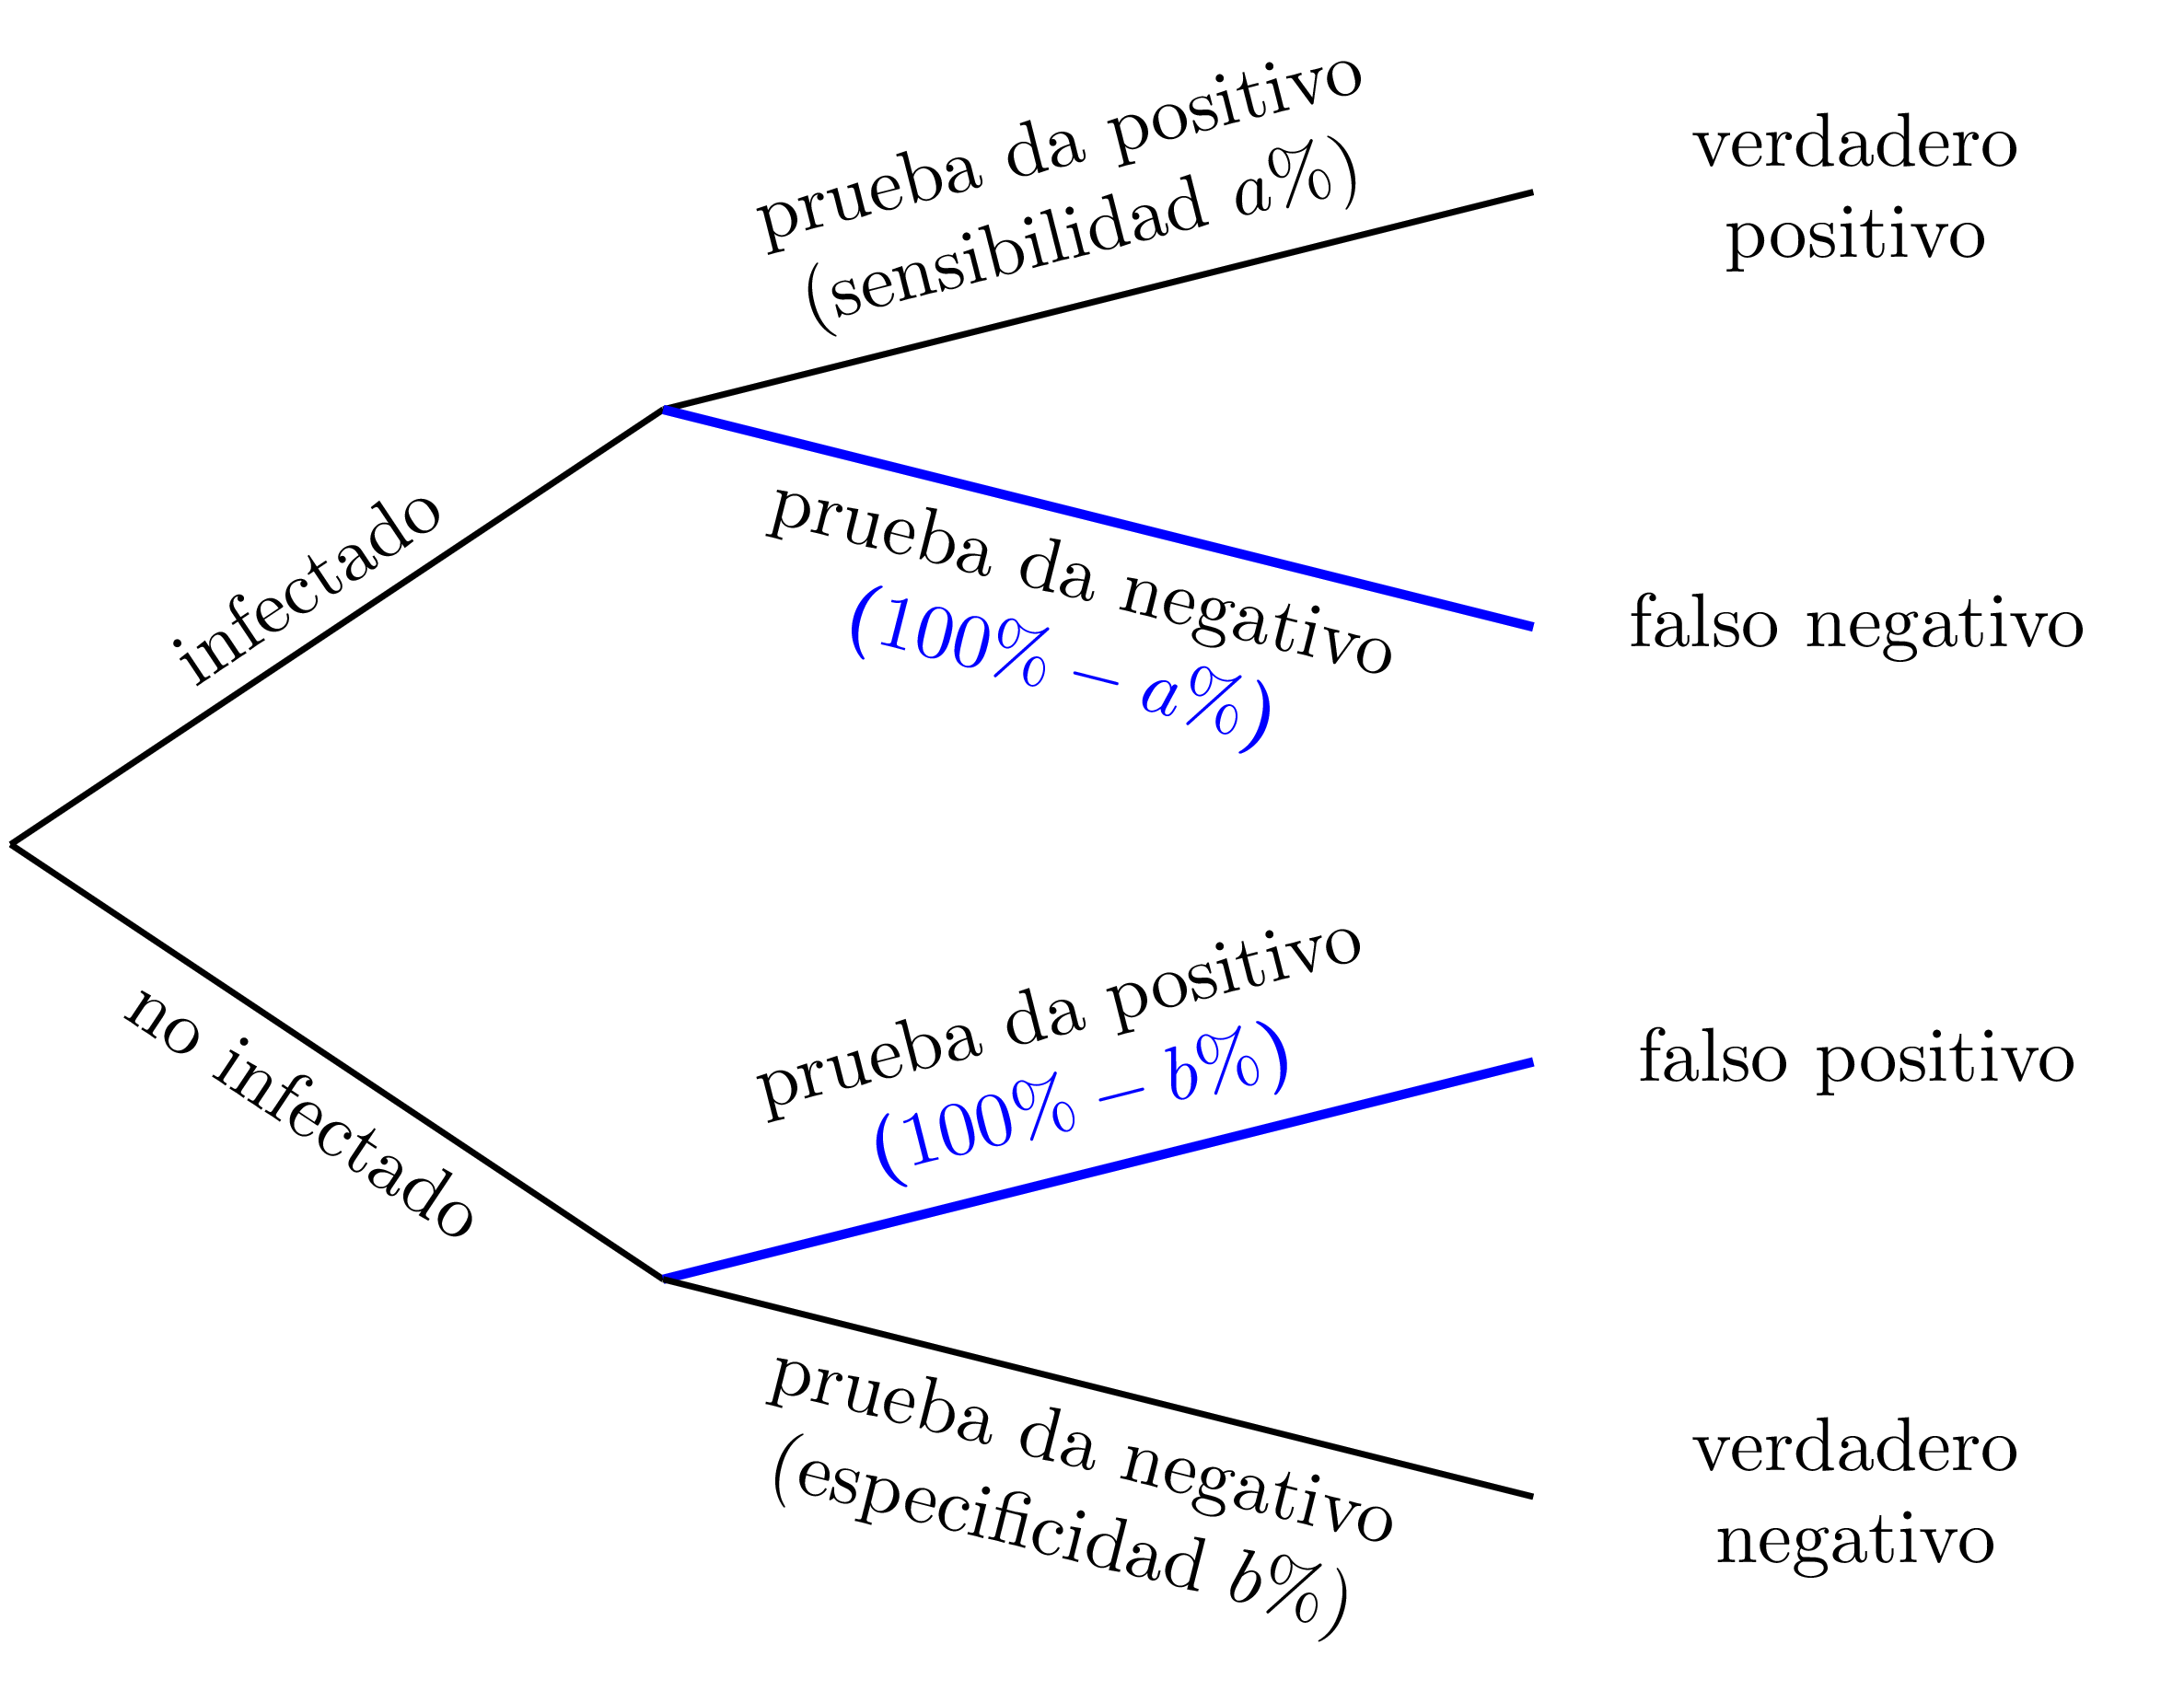 prueba da positivo
(sensibilidad a%)
verdadero
positivo
infectado
prueba da negativo
(100% − a%)
falso negativo
no infectado
prueba da positivo
(100% − b%)
falso positivo
prueba da negativo
(especificidad b%)
verdadero
negativo